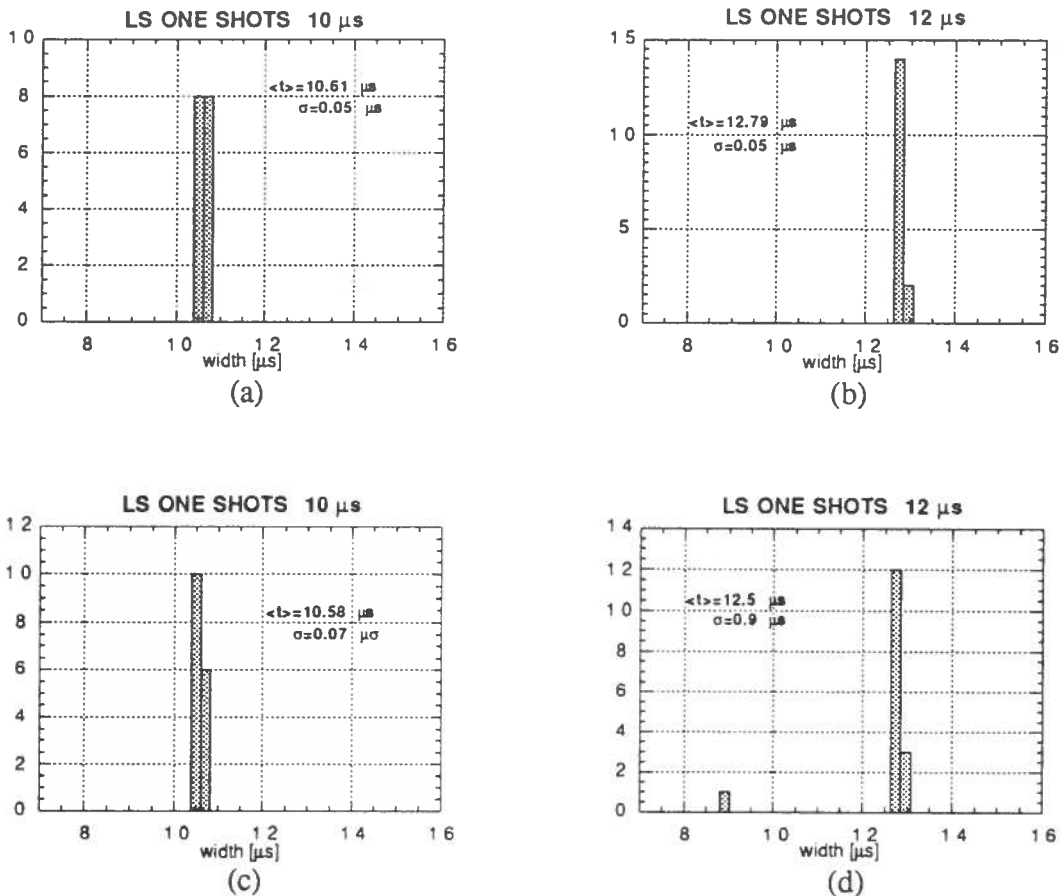 LS ONE SHOTS 10 µs
10
8
6
4
2
0
<t>=10.61 µs
σ=0.05 µs
8 10 12 14 16
width [µs]
(a)
LS ONE SHOTS 12 µs
15
10
5
0
<t>=12.79 µs
σ=0.05 µs
8 10 12 14 16
width [µs]
(b)
LS ONE SHOTS 10 µs
12
10
8
6
4
2
0
<t>=10.58 µs
σ=0.07 µσ
8 10 12 14 16
width [µs]
(c)
LS ONE SHOTS 12 µs
14
12
10
8
6
4
2
0
<t>=12.5 µs
σ=0.9 µs
8 10 12 14 16
width [µs]
(d)